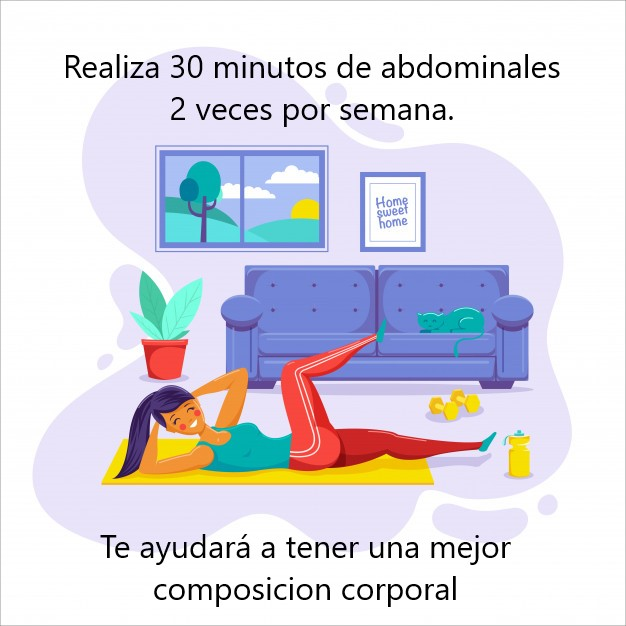 Realiza 30 minutos de abdominales
2 veces por semana.
Home
sweet
home
Te ayudará a tener una mejor
composicion corporal